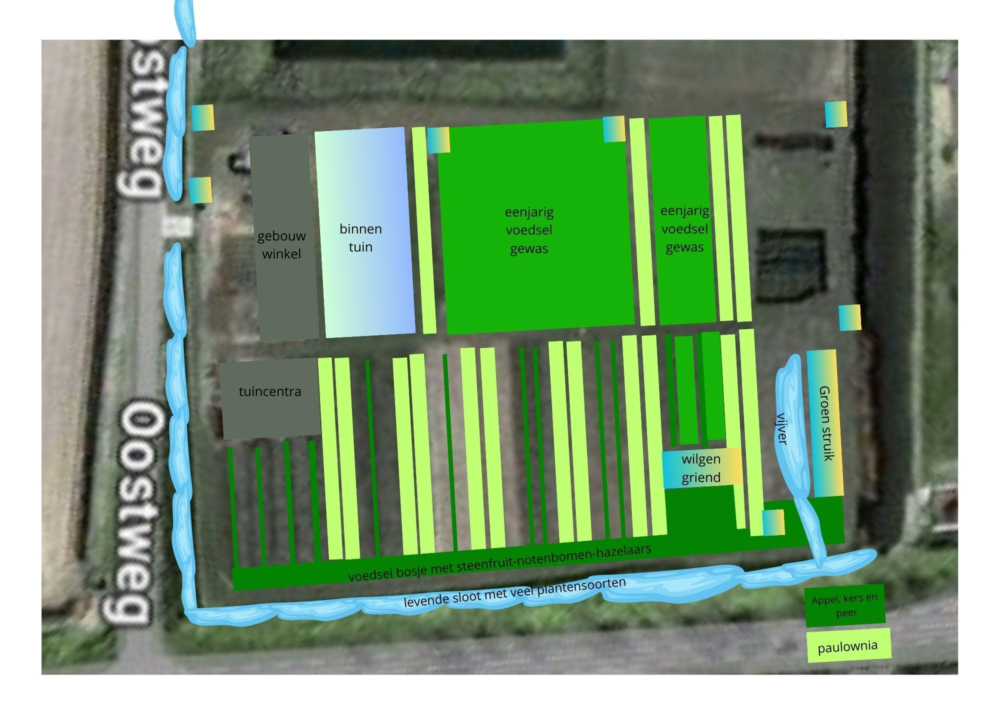 ostweg
gebouw
winkel
binnen
tuin
eenjarig
voedsel
gewas
eenjarig
voedsel
gewas
tuincentra
Oostweg
wilgen
griend
vijver
Groen struik
voedsel bosje met steenfruit-notenbomen-hazelaars
levende sloot met veel plantensoorten
Appel, kers en
peer
paulownia